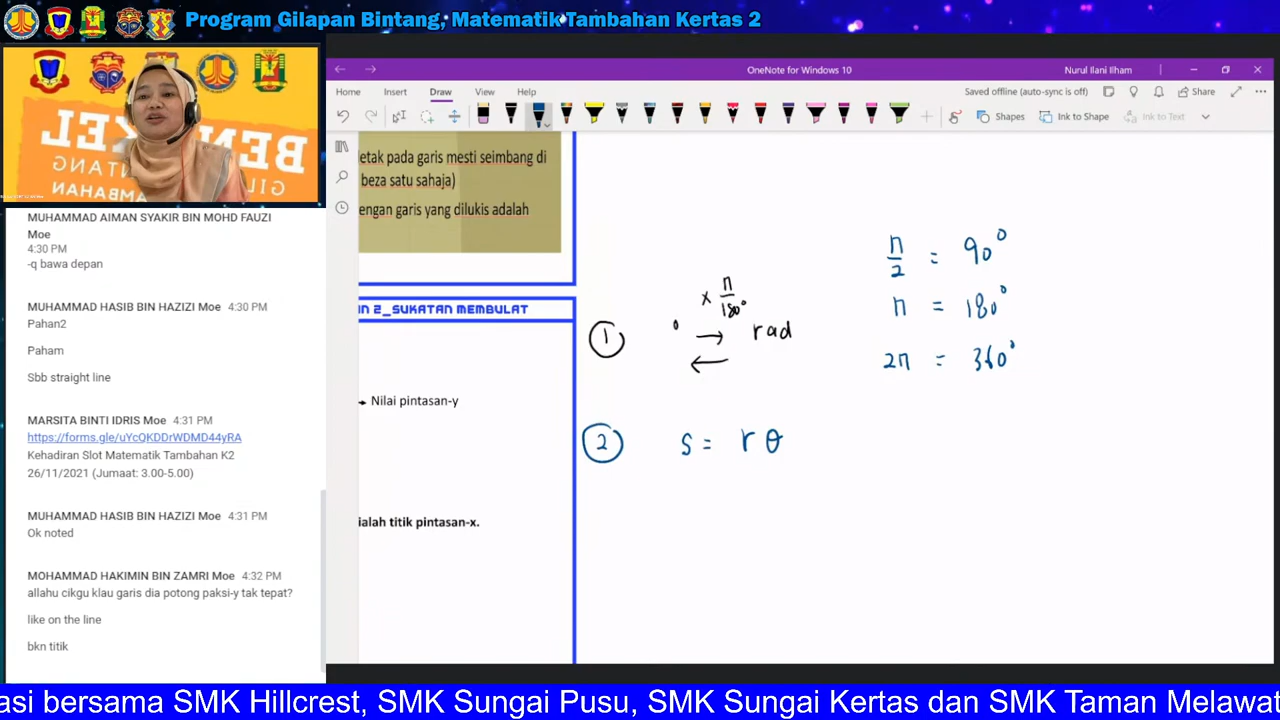 Program Gilapan Bintang, Matematik Tambahan Kertas 2
OneNote for Windows 10
Nurul Ilani Ilham
Home Insert Draw View Help
Saved offline (auto-sync is off)
Share
Shapes
Ink to Shape
Ink to Text
MUHAMMAD AIMAN SYAKIR BIN MOHD FAUZI
Moe
4:30 PM
-q bawa depan
MUHAMMAD HASIB BIN HAZIZI Moe 4:30 PM
Pahan2
Paham
Sbb straight line
MARSITA BINTI IDRIS Moe 4:31 PM
https://forms.gle/uYcQKDDrWDMD44yRA
Kehadiran Slot Matematik Tambahan K2
26/11/2021 (Jumaat: 3.00-5.00)
MUHAMMAD HASIB BIN HAZIZI Moe 4:31 PM
Ok noted
MOHAMMAD HAKIMIN BIN ZAMRI Moe 4:32 PM
allahu cikgu klau garis dia potong paksi-y tak tepat?
like on the line
bkn titik
etak pada garis mesti seimbang di
beza satu sahaja)
engan garis yang dilukis adalah
N 2_SUKATAN MEMBULAT
→ Nilai pintasan-y
ialah titik pintasan-x.
① ° → rad
← 
× π/180°
π/2 = 90°
π = 180°
2π = 360°
② s = r θ
asi bersama SMK Hillcrest, SMK Sungai Pusu, SMK Sungai Kertas dan SMK Taman Melawat